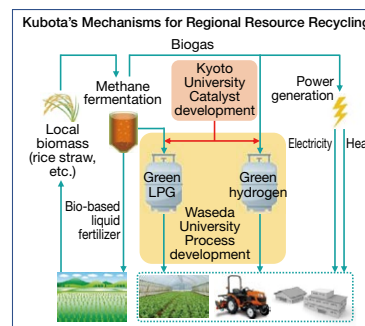 Kubota's Mechanisms for Regional Resource Recycling
Biogas
Methane
fermentation
Kyoto
University
Catalyst
development
Power
generation
Local
biomass
(rice straw,
etc.)
Electricity
Hea
Green
LPG
Green
hydrogen
Bio-based
liquid
fertilizer
Waseda
University
Process
development